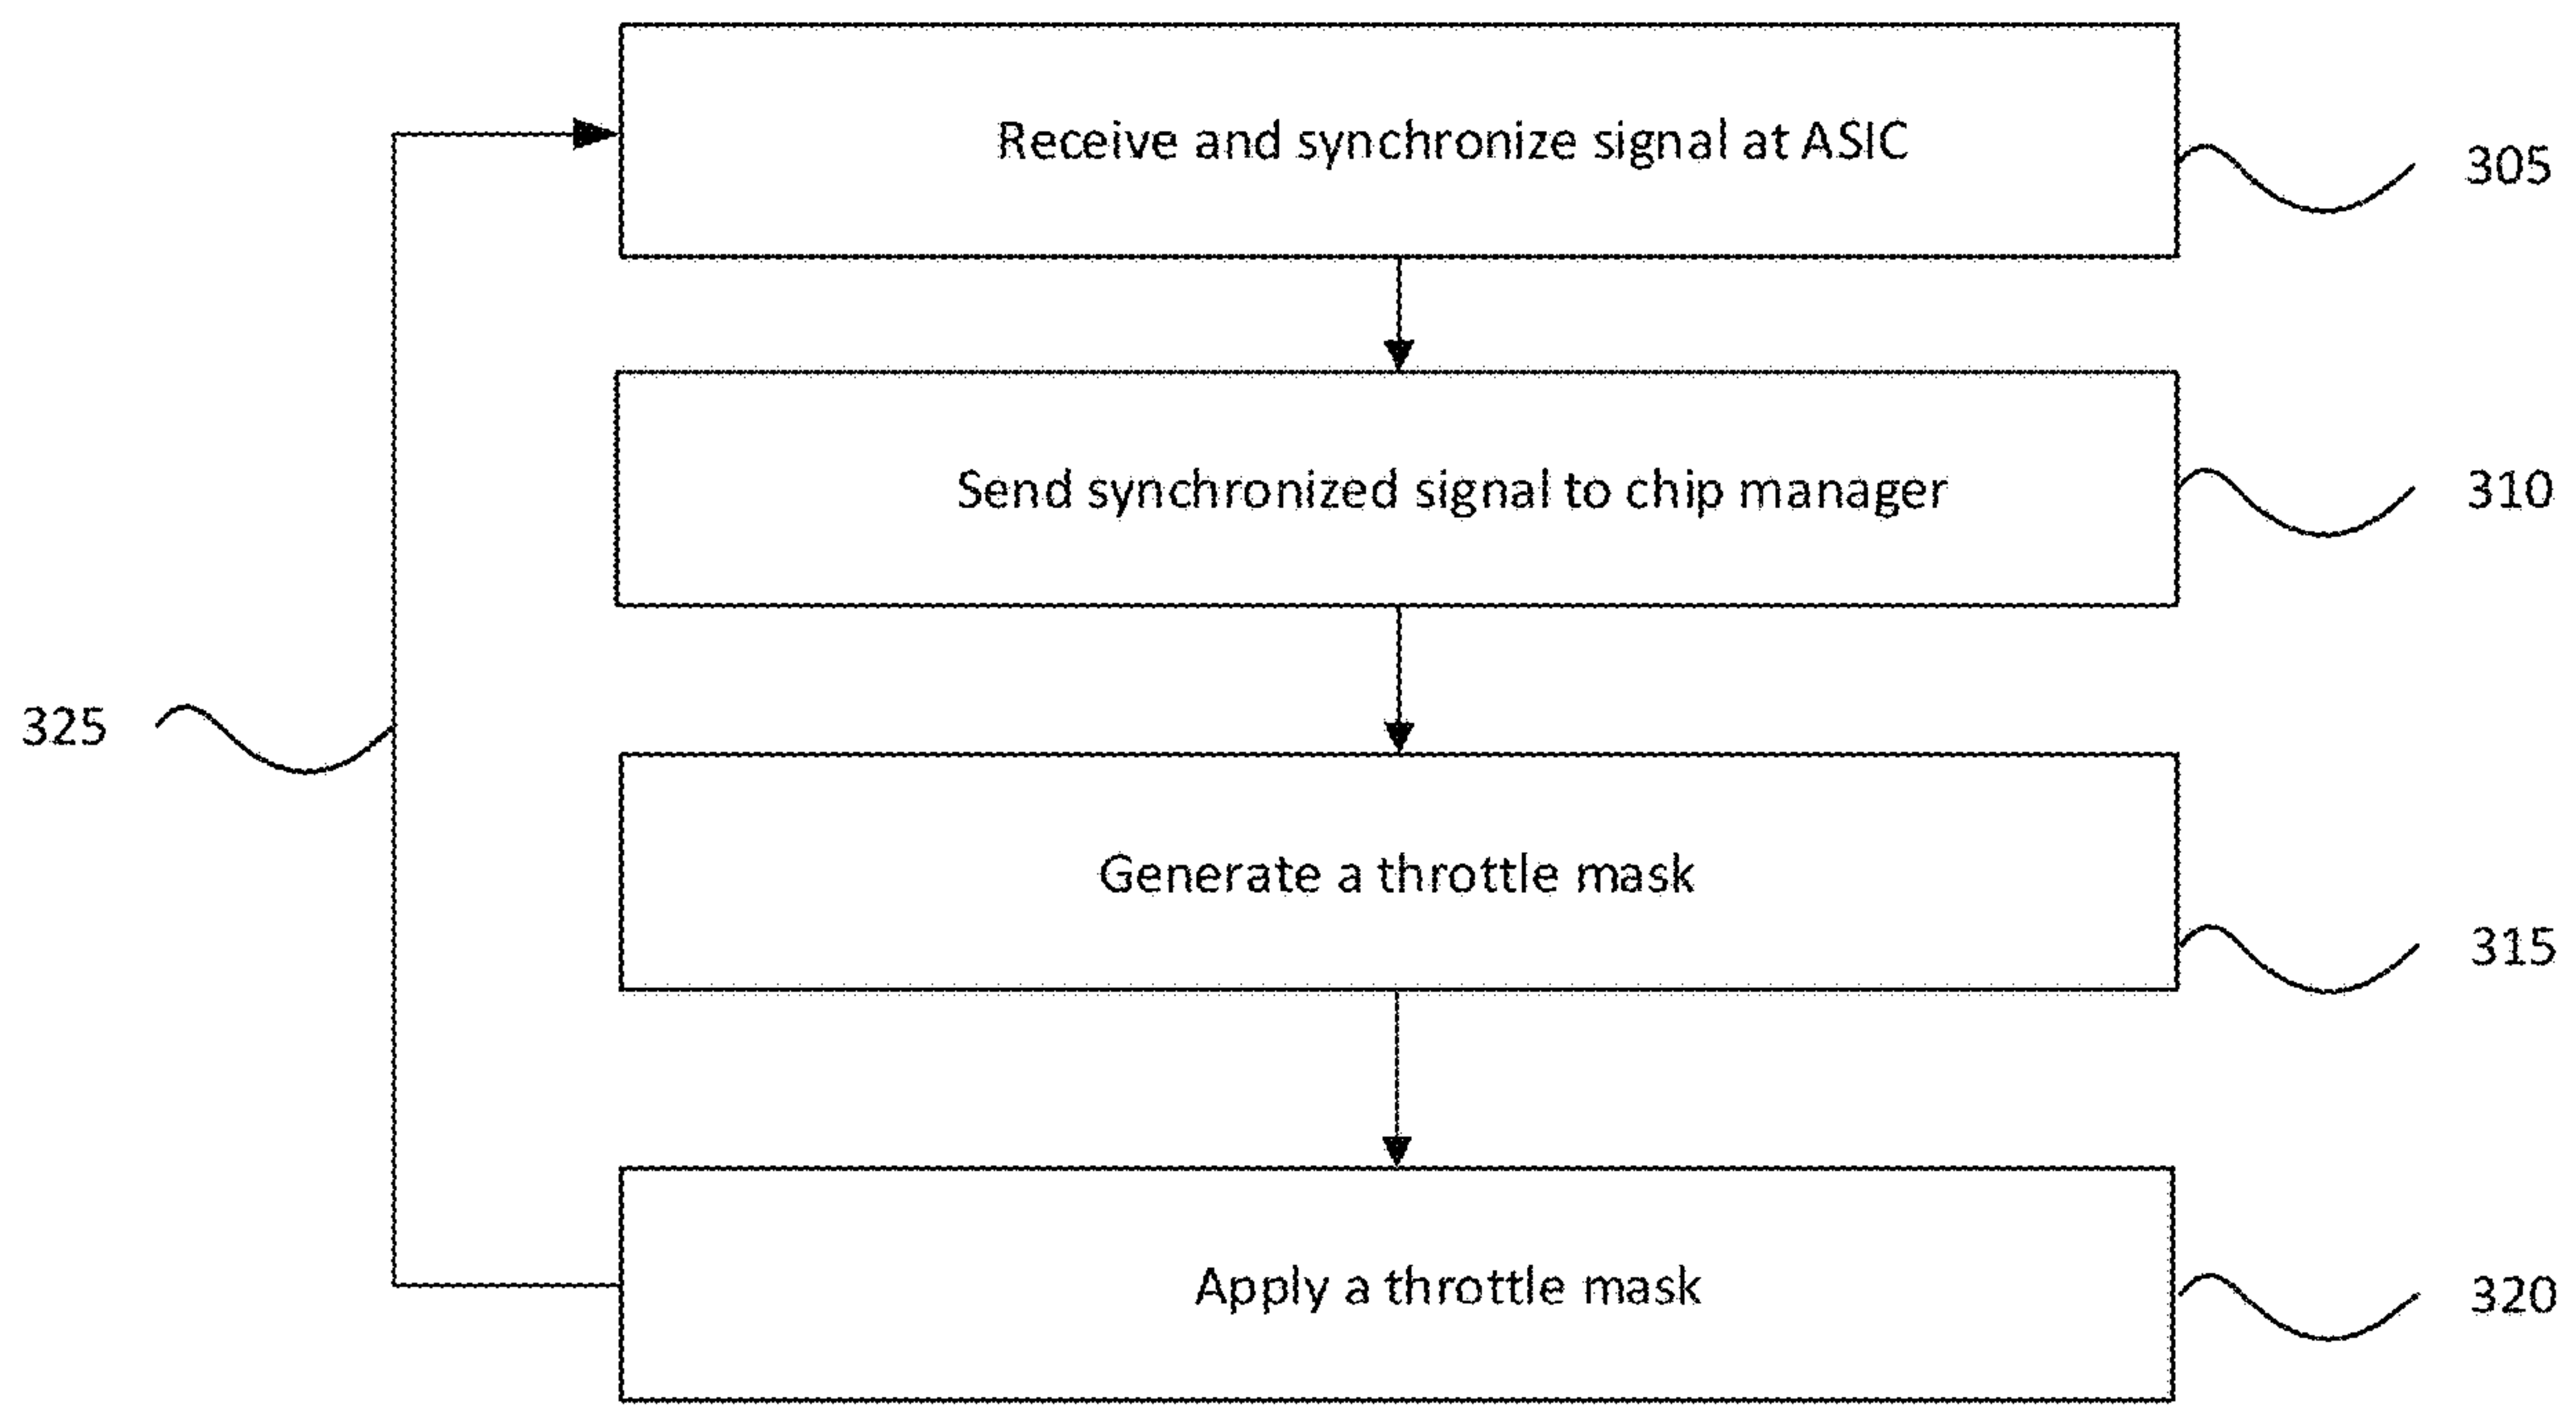 Receive and synchronize signal at ASIC
305
Send synchronized signal to chip manager
310
325
Generate a throttle mask
315
Apply a throttle mask
320